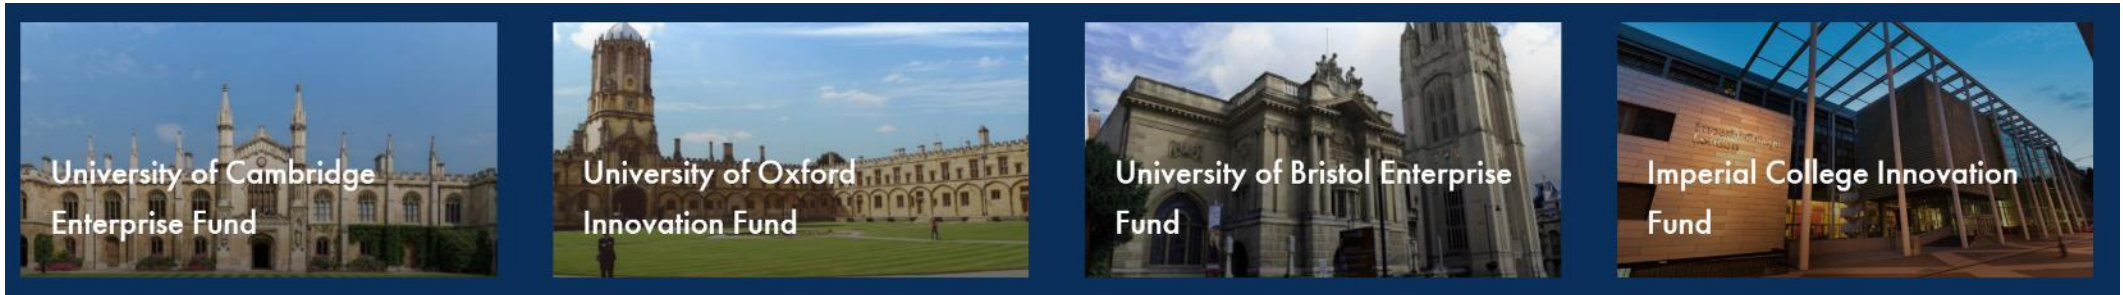 University of Cambridge
Enterprise Fund
University of Oxford
Innovation Fund
University of Bristol Enterprise
Fund
Imperial College Innovation
Fund